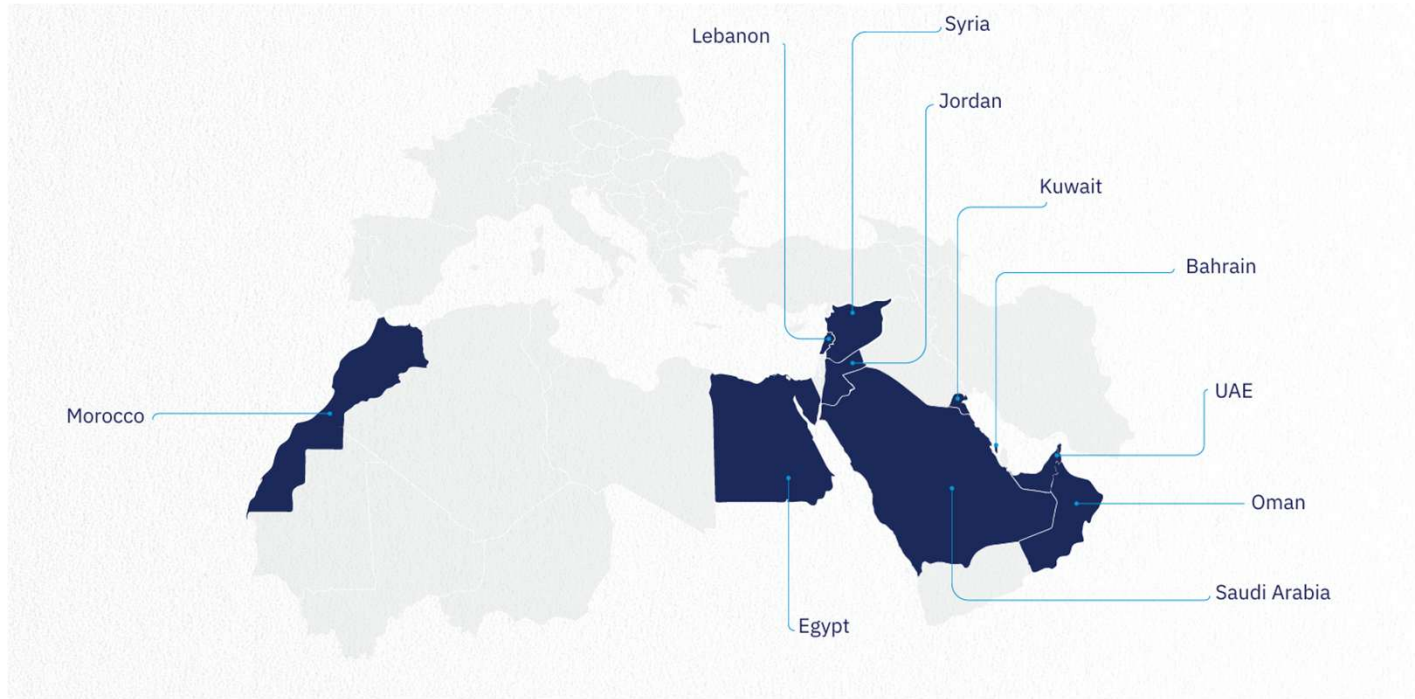 Syria
Lebanon
Jordan
Kuwait
Bahrain
UAE
Morocco
Oman
Saudi Arabia
Egypt